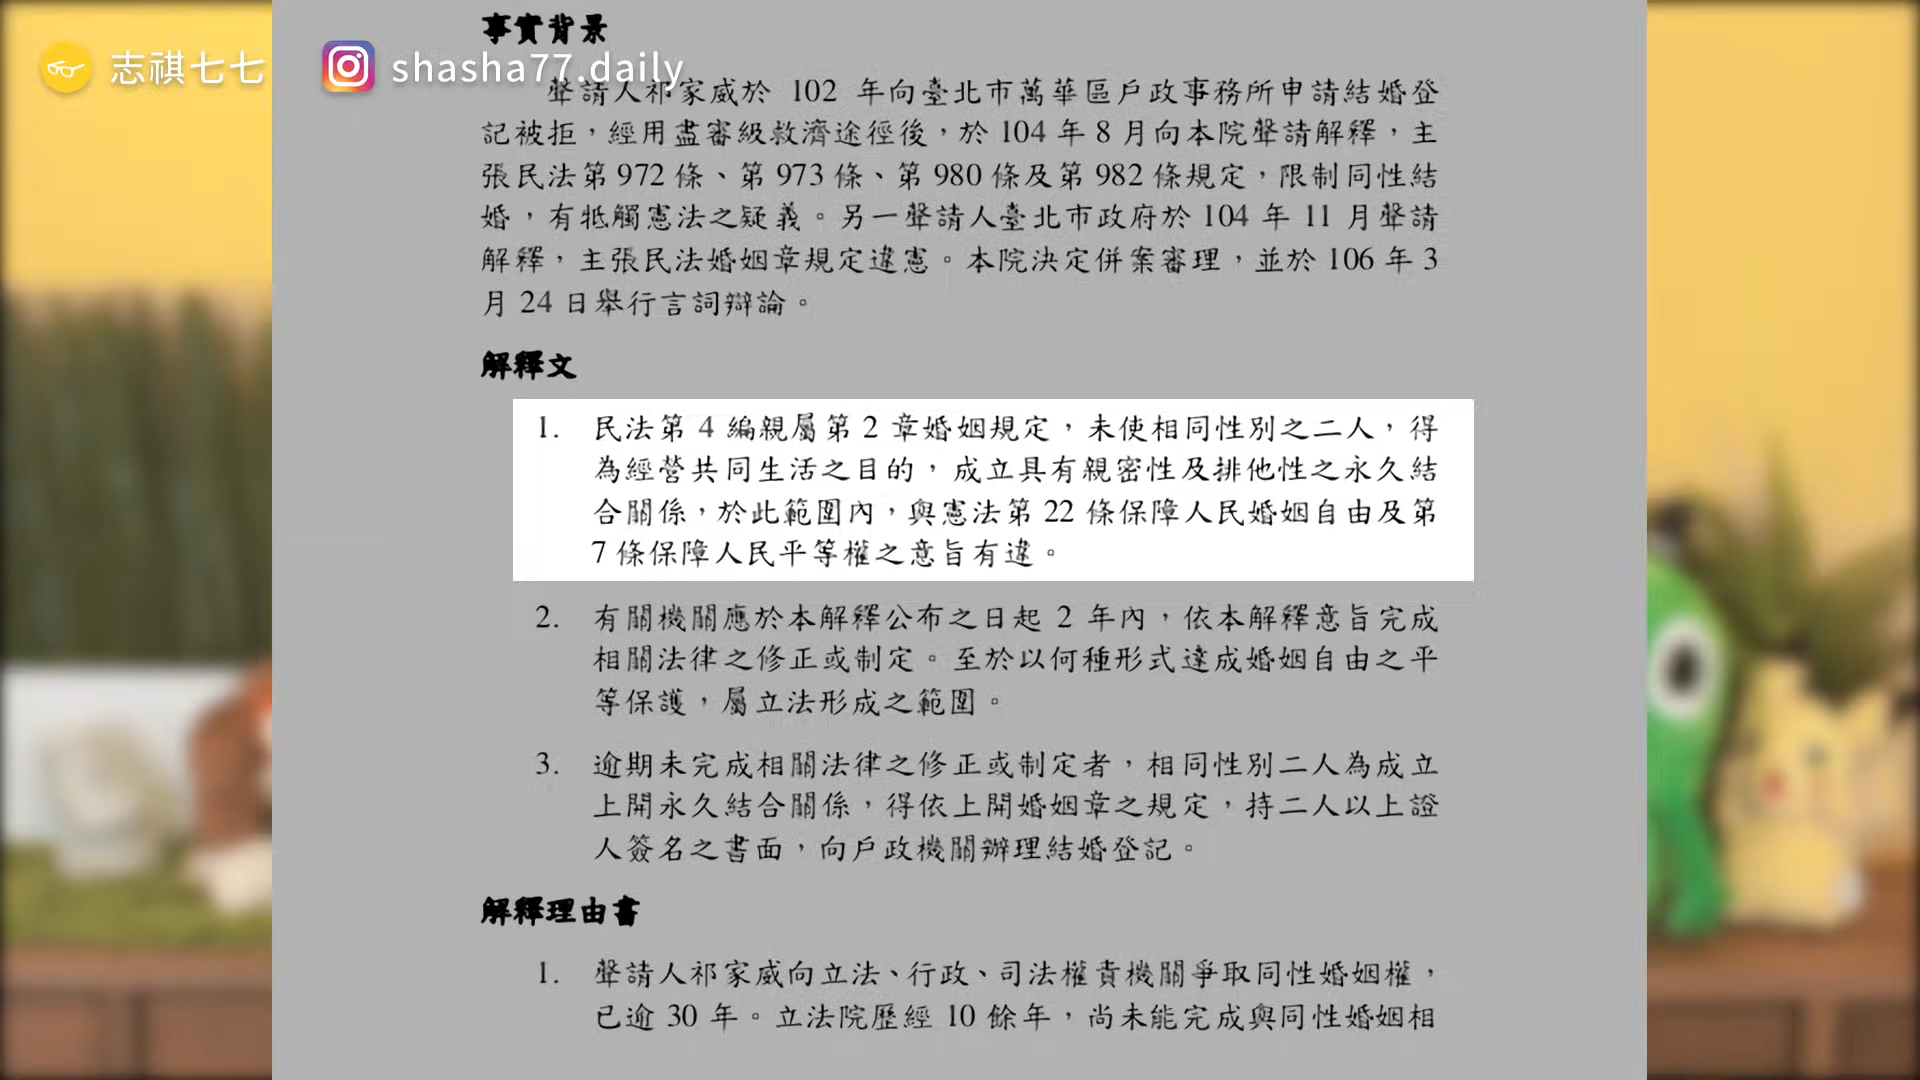 事實背景
志祺七七
shasha77.daily
聲請人祁家威於 102 年向臺北市萬華區戶政事務所申請結婚登
記被拒，經用盡審級救濟途徑後，於 104 年 8 月向本院聲請解釋，主
張民法第 972 條、第 973 條、第 980 條及第 982 條規定，限制同性結
婚，有牴觸憲法之疑義。另一聲請人臺北市政府於 104 年 11 月聲請
解釋，主張民法婚姻章規定違憲。本院決定併案審理，並於 106 年 3
月 24 日舉行言詞辯論。
解釋文
1. 民法第 4 編親屬第 2 章婚姻規定，未使相同性別之二人，得
為經營共同生活之目的，成立具有親密性及排他性之永久結
合關係，於此範圍內，與憲法第 22 條保障人民婚姻自由及第
7 條保障人民平等權之意旨有違。
2. 有關機關應於本解釋公布之日起 2 年內，依本解釋意旨完成
相關法律之修正或制定。至於以何種形式達成婚姻自由之平
等保護，屬立法形成之範圍。
3. 逾期未完成相關法律之修正或制定者，相同性別二人為成立
上開永久結合關係，得依上開婚姻章之規定，持二人以上證
人簽名之書面，向戶政機關辦理結婚登記。
解釋理由書
1. 聲請人祁家威向立法、行政、司法權責機關爭取同性婚姻權，
已逾 30 年。立法院歷經 10 餘年，尚未能完成與同性婚姻相